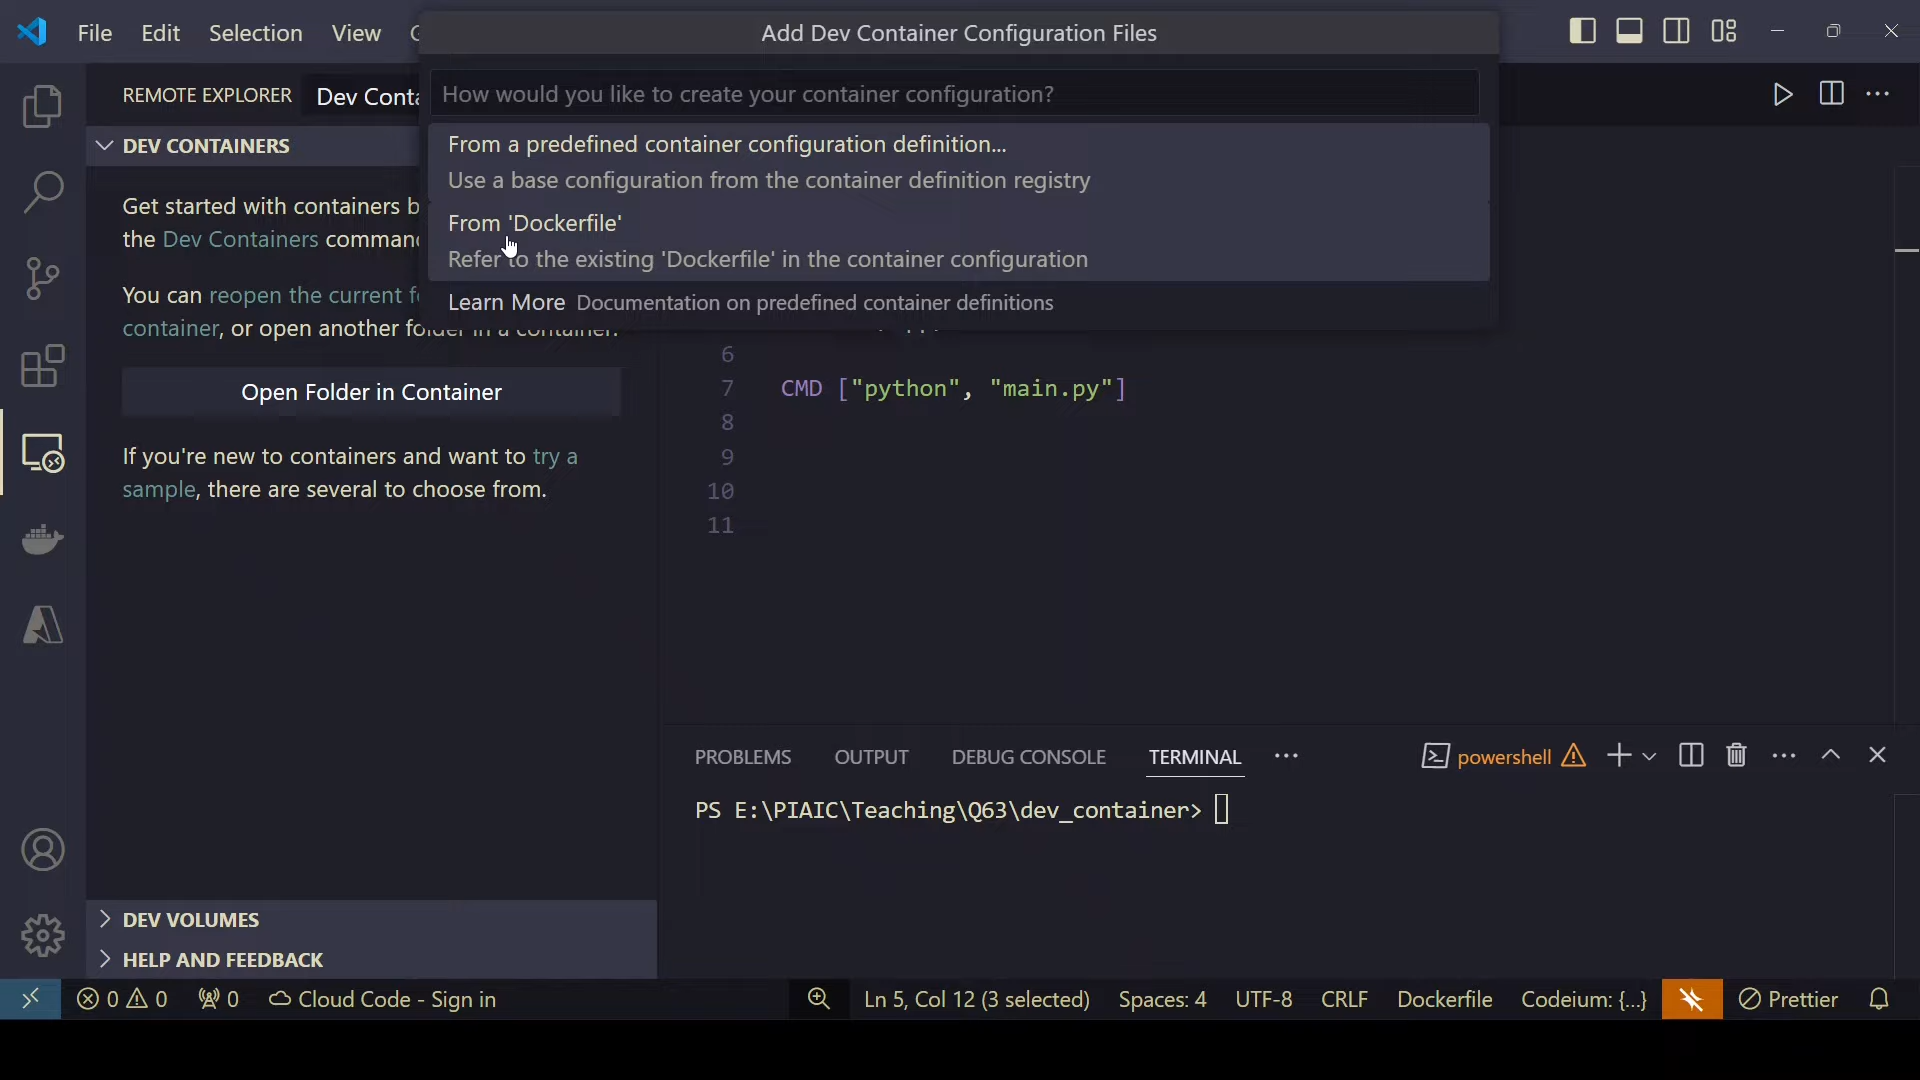 File Edit Selection View
Add Dev Container Configuration Files
How would you like to create your container configuration?
From a predefined container configuration definition...
Use a base configuration from the container definition registry
From 'Dockerfile'
Refer to the existing 'Dockerfile' in the container configuration
Learn More Documentation on predefined container definitions
REMOTE EXPLORER Dev Conta
DEV CONTAINERS
Get started with containers b
the Dev Containers comman
You can reopen the current f
container, or open another folder in a container.
Open Folder in Container
If you're new to containers and want to try a
sample, there are several to choose from.
DEV VOLUMES
HELP AND FEEDBACK
6
7 CMD ["python", "main.py"]
8
9
10
11
PROBLEMS OUTPUT DEBUG CONSOLE TERMINAL ··· powershell
PS E:\PIAIC\Teaching\Q63\dev_container>
0 0 0 Cloud Code - Sign in Ln 5, Col 12 (3 selected) Spaces: 4 UTF-8 CRLF Dockerfile Codeium: {...} Prettier